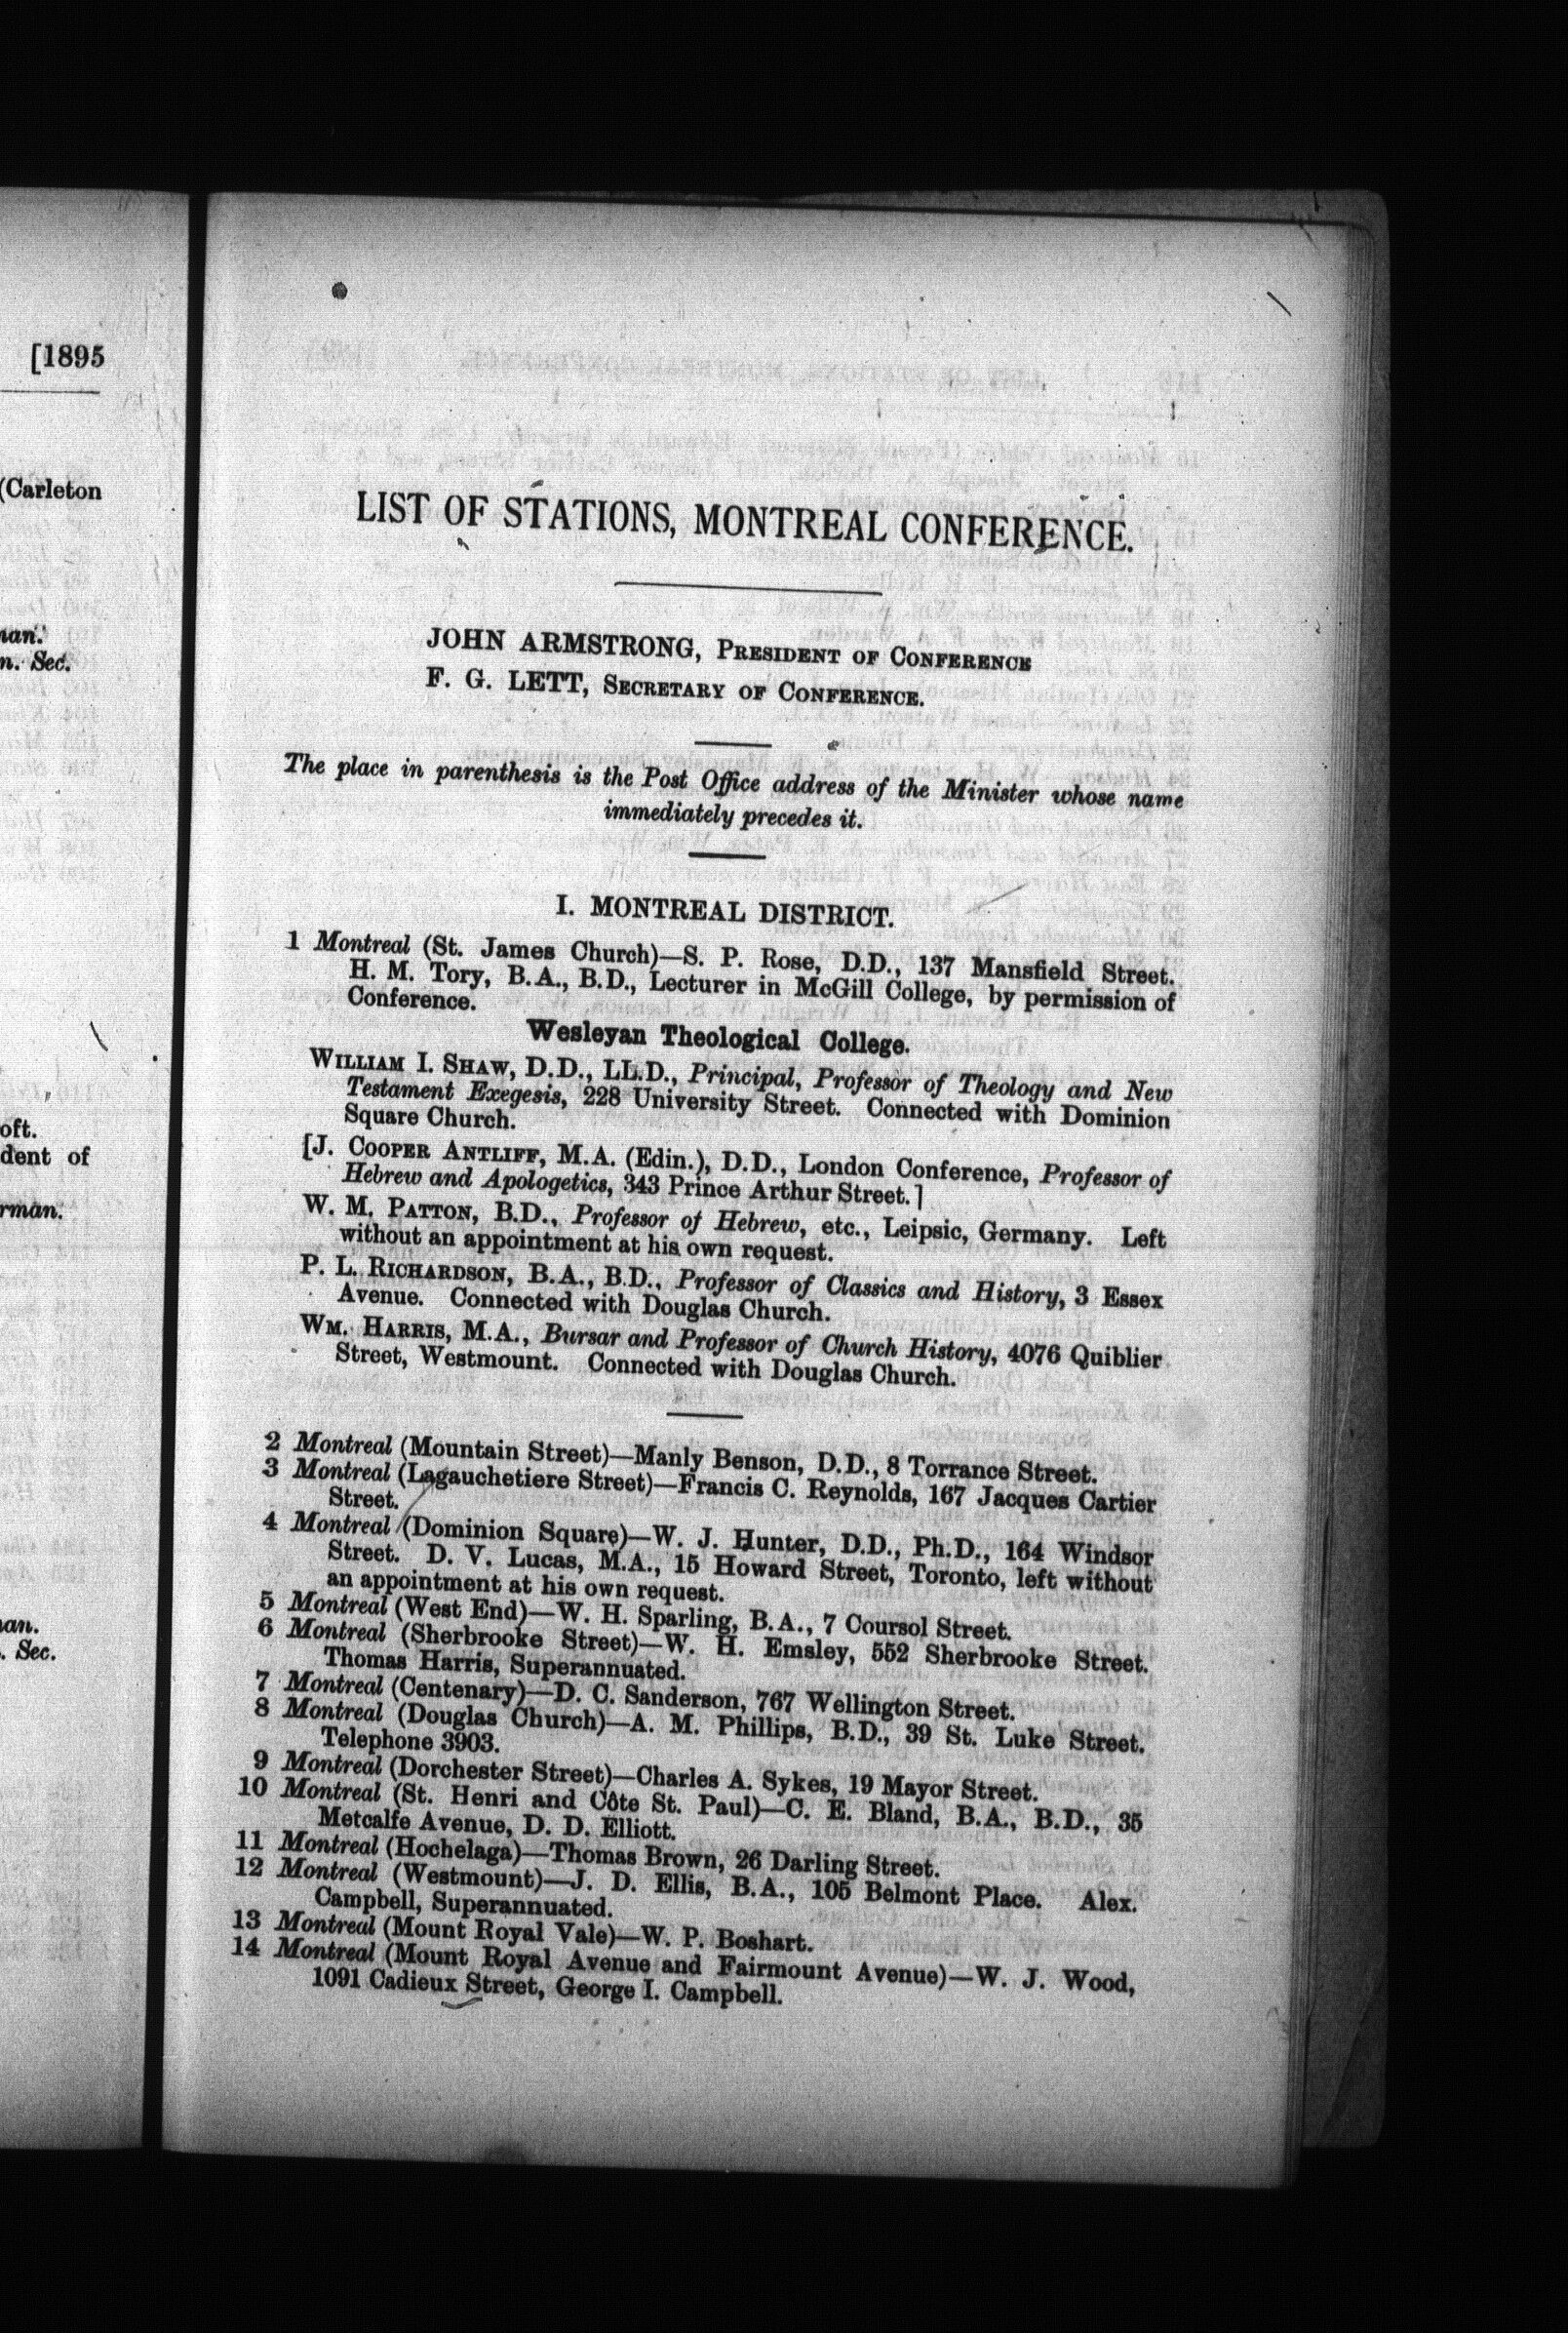 [1895
(Carleton
n. Sec.
oft.
dent of
rman.
. Sec.
LIST OF STATIONS, MONTREAL CONFERENCE.
JOHN ARMSTRONG, PRESIDENT OF CONFERENCE
F. G. LETT, SECRETARY OF CONFERENCE.
The place in parenthesis is the Post Office address of the Minister whose name
immediately precedes it.
I. MONTREAL DISTRICT.
1 Montreal (St. James Church)—S. P. Rose, D.D., 137 Mansfield Street.
H. M. Tory, B.A., B.D., Lecturer in McGill College, by permission of
Conference.
Wesleyan Theological College.
WILLIAM I. SHAW, D.D., LL.D., Principal, Professor of Theology and New
Testament Exegesis, 228 University Street. Connected with Dominion
Square Church.
[J. COOPER ANTLIFF, M.A. (Edin.), D.D., London Conference, Professor of
Hebrew and Apologetics, 343 Prince Arthur Street.]
W. M. PATTON, B.D., Professor of Hebrew, etc., Leipsic, Germany. Left
without an appointment at his own request.
P. L. RICHARDSON, B.A., B.D., Professor of Classics and History, 3 Essex
Avenue. Connected with Douglas Church.
WM. HARRIS, M.A., Bursar and Professor of Church History, 4076 Quiblier
Street, Westmount. Connected with Douglas Church.
2 Montreal (Mountain Street)—Manly Benson, D.D., 8 Torrance Street.
3 Montreal (Lagauchetiere Street)—Francis C. Reynolds, 167 Jacques Cartier
Street.
4 Montreal (Dominion Square)—W. J. Hunter, D.D., Ph.D., 164 Windsor
Street. D. V. Lucas, M.A., 15 Howard Street, Toronto, left without
an appointment at his own request.
5 Montreal (West End)—W. H. Sparling, B.A., 7 Coursol Street.
6 Montreal (Sherbrooke Street)—W. H. Emsley, 552 Sherbrooke Street.
Thomas Harris, Superannuated.
7 Montreal (Centenary)—D. C. Sanderson, 767 Wellington Street.
8 Montreal (Douglas Church)—A. M. Phillips, B.D., 39 St. Luke Street.
Telephone 3903.
9 Montreal (Dorchester Street)—Charles A. Sykes, 19 Mayor Street.
10 Montreal (St. Henri and Côte St. Paul)—C. E. Bland, B.A., B.D., 35
Metcalfe Avenue, D. D. Elliott.
11 Montreal (Hochelaga)—Thomas Brown, 26 Darling Street.
12 Montreal (Westmount)—J. D. Ellis, B.A., 105 Belmont Place. Alex.
Campbell, Superannuated.
13 Montreal (Mount Royal Vale)—W. P. Boshart.
14 Montreal (Mount Royal Avenue and Fairmount Avenue)—W. J. Wood,
1091 Cadieux Street, George I. Campbell.